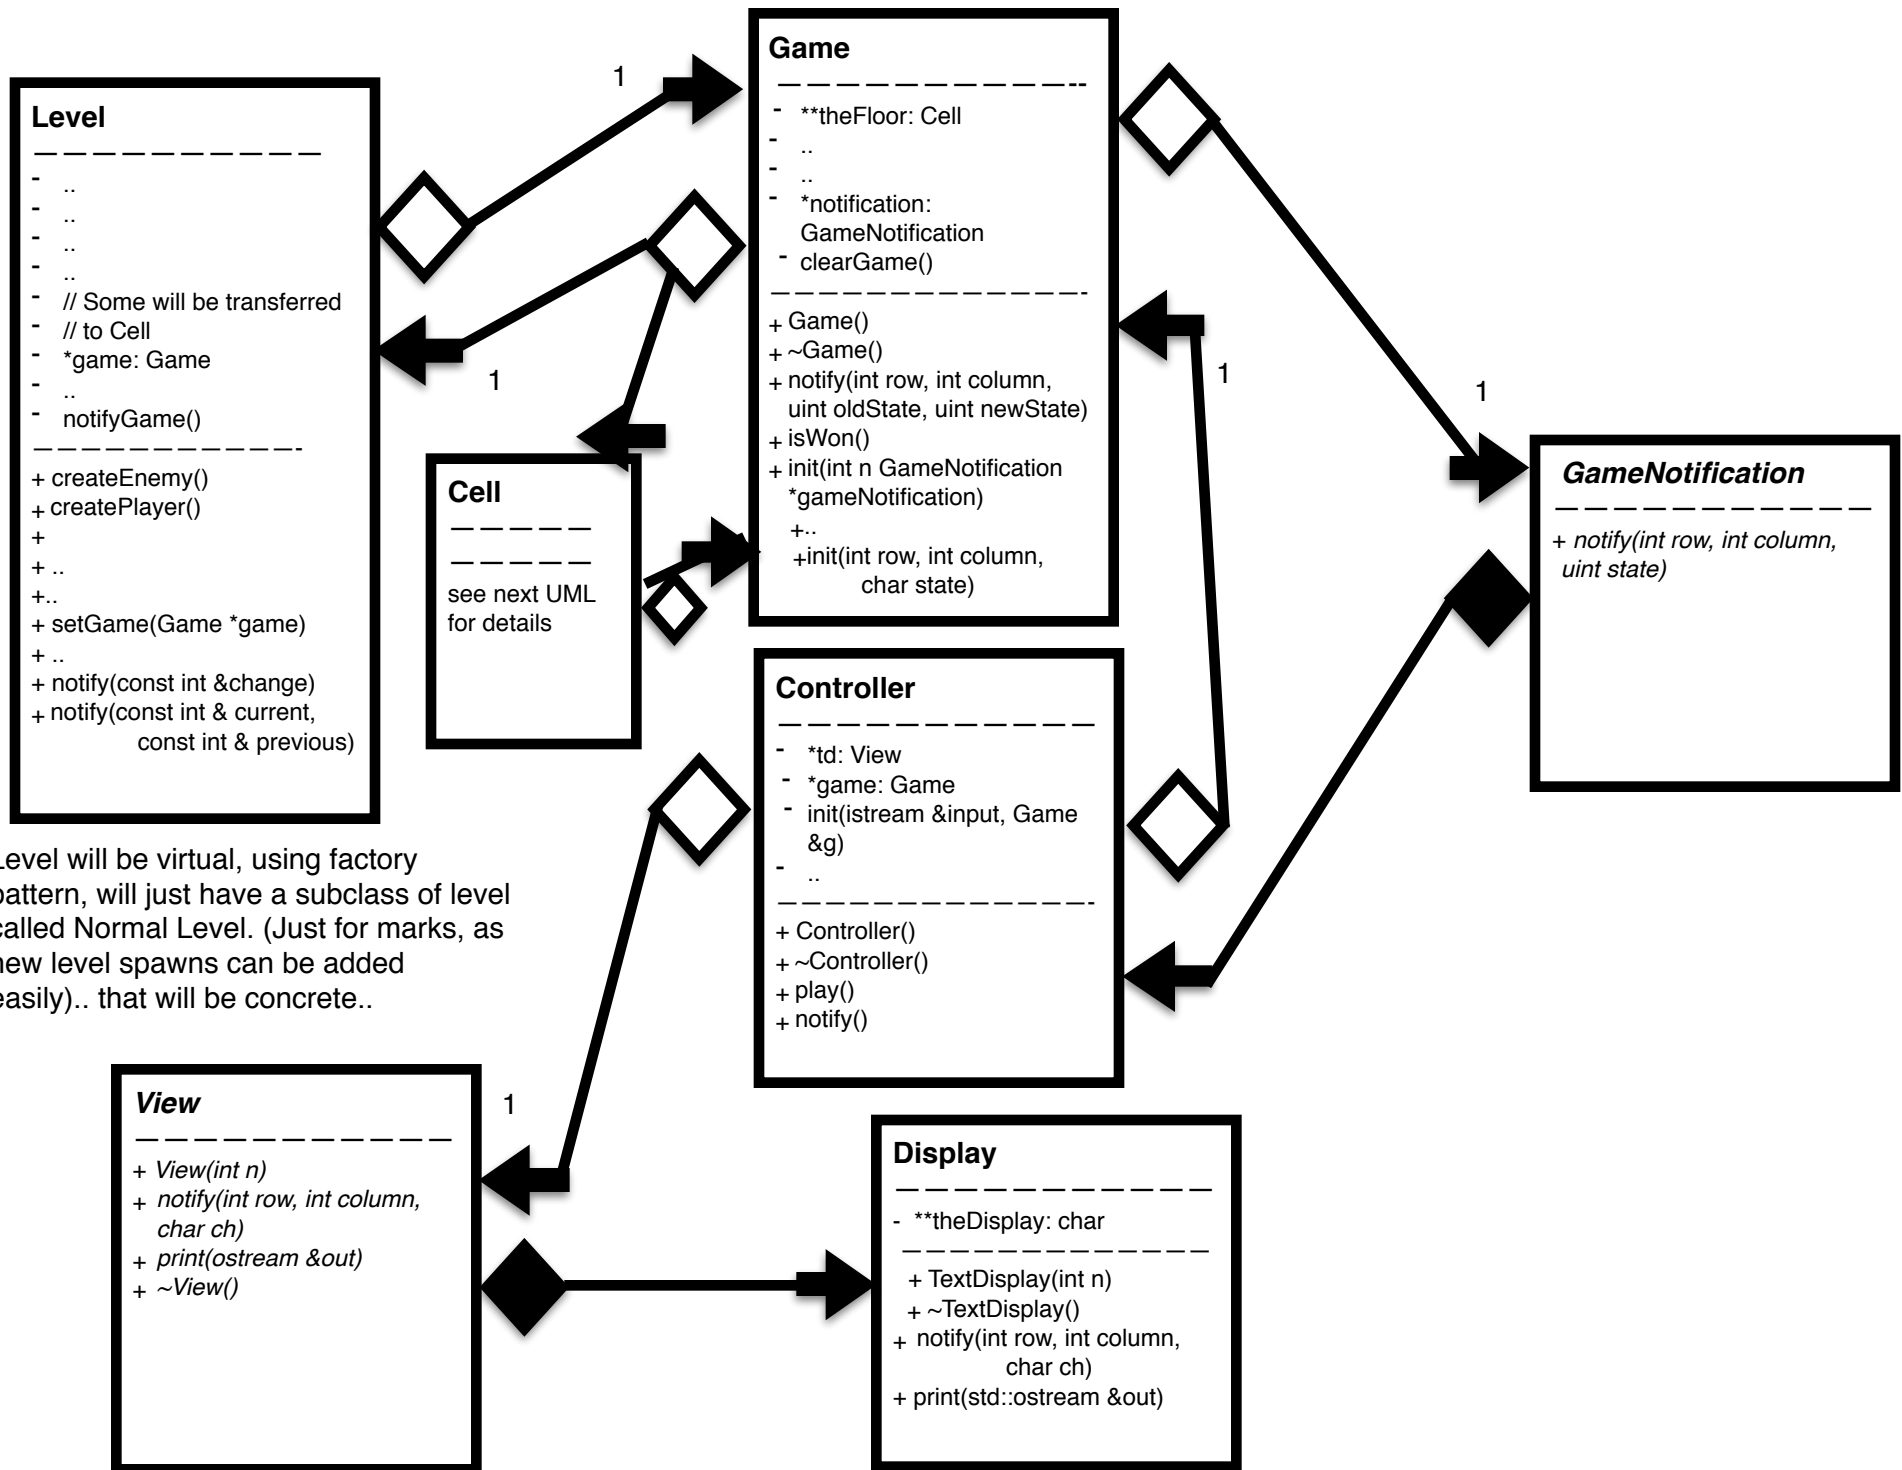 Level
- ..
- ..
- ..
- ..
- // Some will be transferred
- // to Cell
- *game: Game
- ..
- notifyGame()
+ createEnemy()
+ createPlayer()
+
+ ..
+..
+ setGame(Game *game)
+ ..
+ notify(const int &change)
+ notify(const int & current,
const int & previous)
1
1
Game
- **theFloor: Cell
- ..
- ..
- *notification:
GameNotification
- clearGame()
+ Game()
+ ~Game()
+ notify(int row, int column,
uint oldState, uint newState)
+ isWon()
+ init(int n GameNotification
*gameNotification)
+..
+init(int row, int column,
char state)
1
1
Cell
see next UML
for details
GameNotification
+ notify(int row, int column,
uint state)
Controller
- *td: View
- *game: Game
- init(istream &input, Game
&g)
- ..
+ Controller()
+ ~Controller()
+ play()
+ notify()
Level will be virtual, using factory
pattern, will just have a subclass of level
called Normal Level. (Just for marks, as
new level spawns can be added
easily).. that will be concrete..
View
+ View(int n)
+ notify(int row, int column,
char ch)
+ print(ostream &out)
+ ~View()
1
Display
- **theDisplay: char
+ TextDisplay(int n)
+ ~TextDisplay()
+ notify(int row, int column,
char ch)
+ print(std::ostream &out)